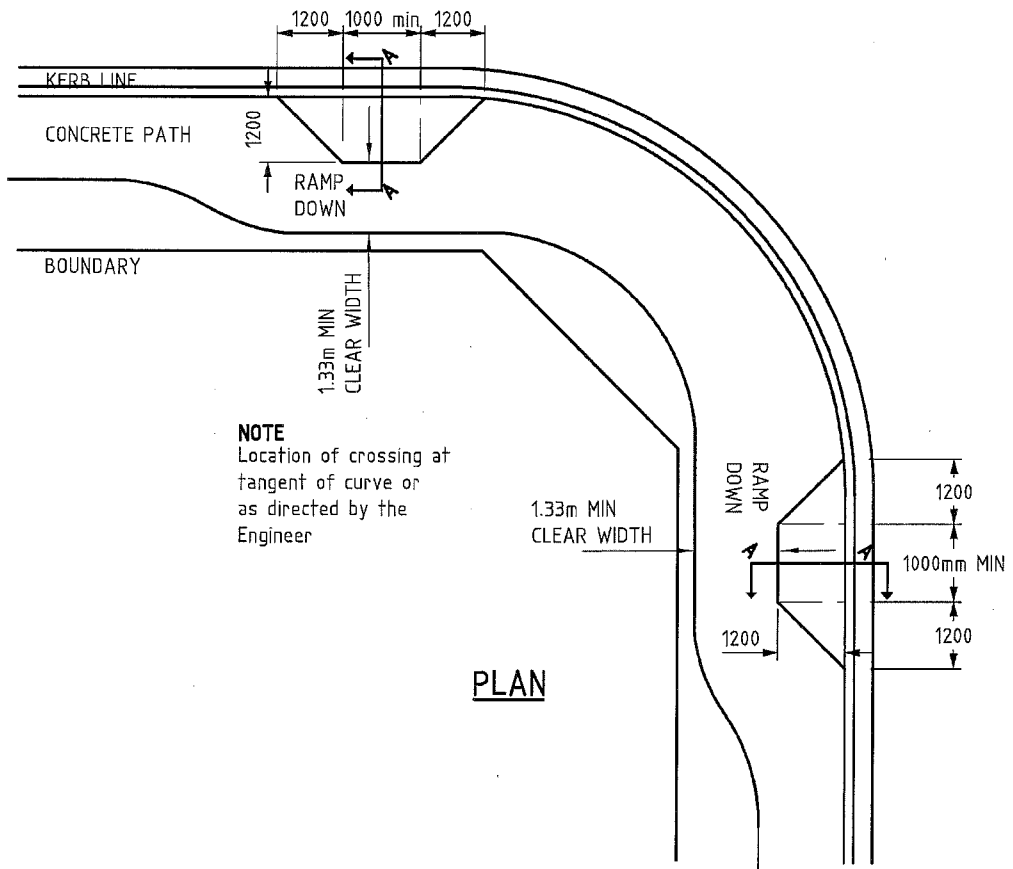 1200 1000 min 1200
A
KERB LINE
CONCRETE PATH
1200
RAMP
DOWN
A
BOUNDARY
1.33m MIN
CLEAR WIDTH
NOTE
Location of crossing at
tangent of curve or
as directed by the
Engineer
RAMP
DOWN
1.33m MIN
CLEAR WIDTH
A A
1200
1000mm MIN
1200
1200
PLAN